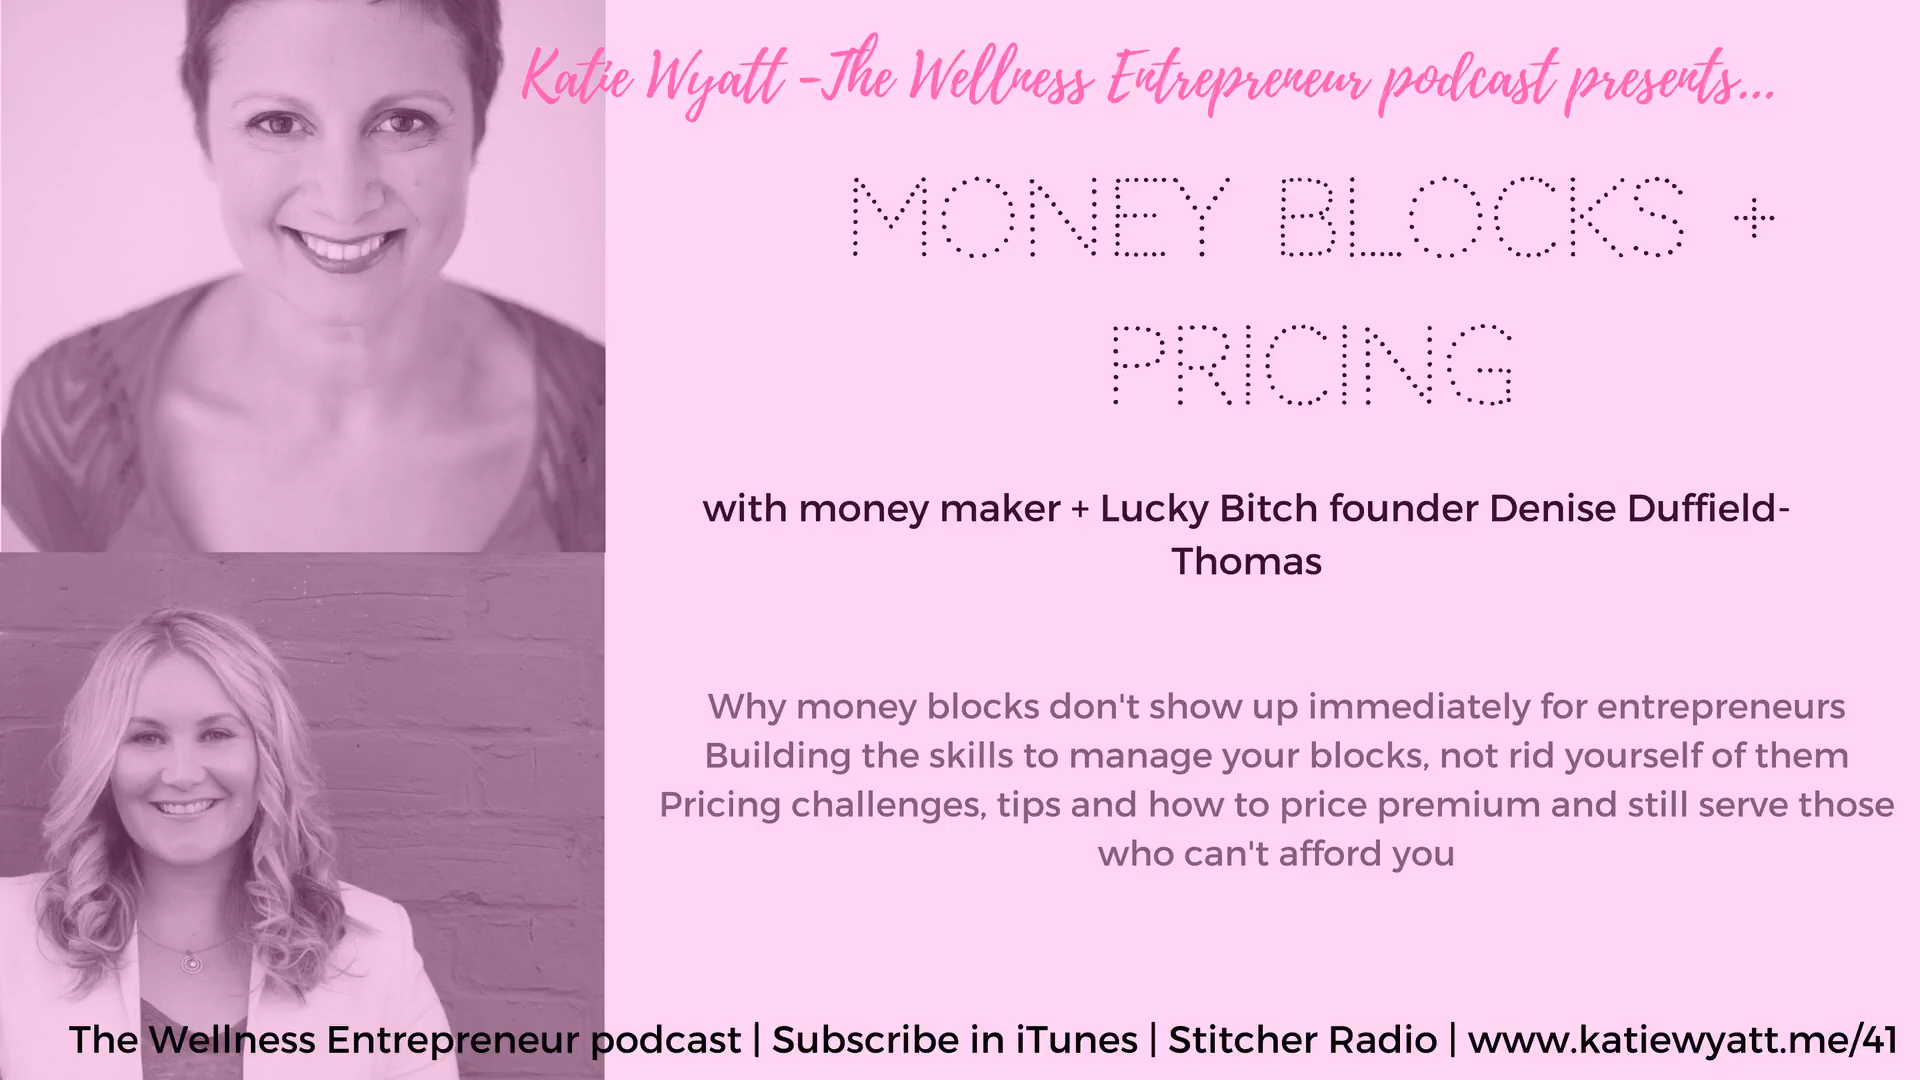 Katie Wyatt -The Wellness Entrepreneur podcast presents...
MONEY BLOCKS +
PRICING
with money maker + Lucky Bitch founder Denise Duffield-
Thomas
Why money blocks don't show up immediately for entrepreneurs
Building the skills to manage your blocks, not rid yourself of them
Pricing challenges, tips and how to price premium and still serve those
who can't afford you
The Wellness Entrepreneur podcast | Subscribe in iTunes | Stitcher Radio | www.katiewyatt.me/41